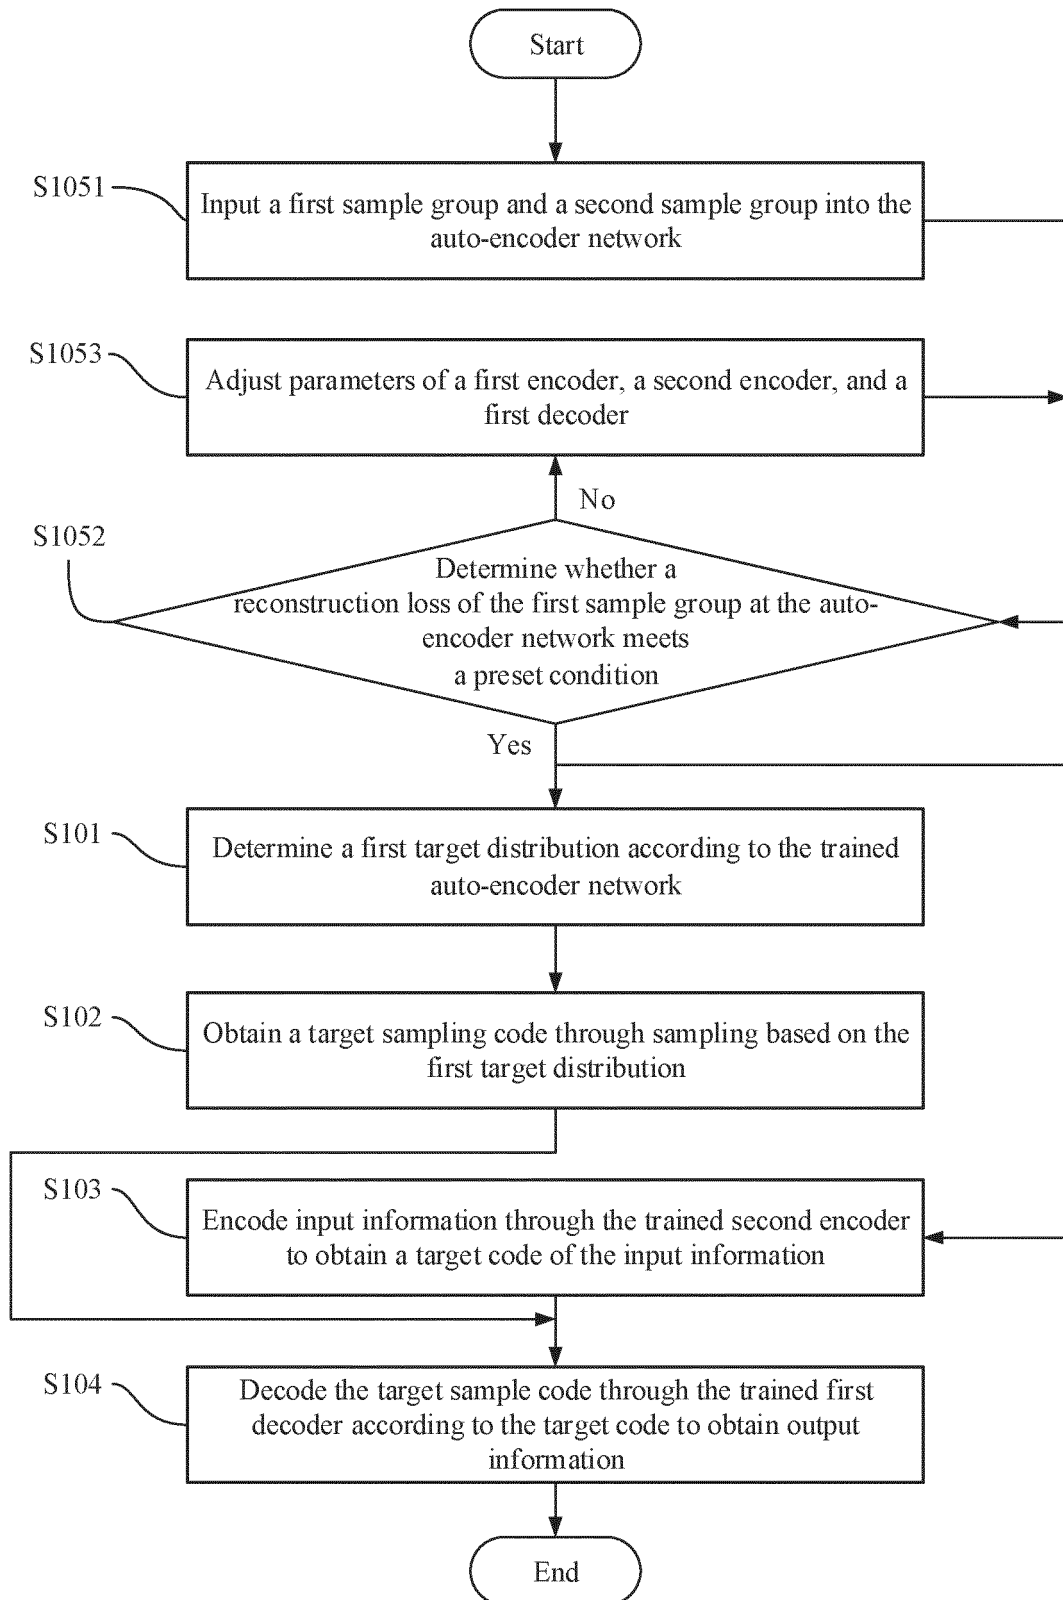 Start
S1051
Input a first sample group and a second sample group into the
auto-encoder network
S1053
Adjust parameters of a first encoder, a second encoder, and a
first decoder
No
S1052
Determine whether a
reconstruction loss of the first sample group at the auto-
encoder network meets
a preset condition
Yes
S101
Determine a first target distribution according to the trained
auto-encoder network
S102
Obtain a target sampling code through sampling based on the
first target distribution
S103
Encode input information through the trained second encoder
to obtain a target code of the input information
S104
Decode the target sample code through the trained first
decoder according to the target code to obtain output
information
End